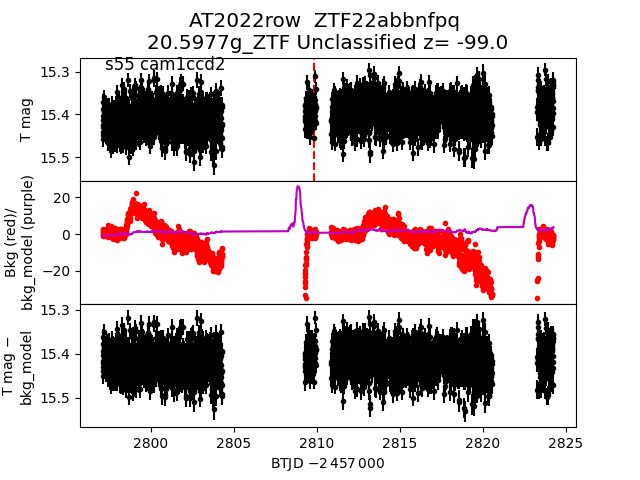 AT2022row ZTF22abbnfpq
20.5977g_ZTF Unclassified z= -99.0
s55 cam1ccd2
15.3
15.4
15.5
T mag
20
0
−20
Bkg (red)/
bkg_model (purple)
15.3
15.4
15.5
T mag −
bkg_model
2800 2805 2810 2815 2820 2825
BTJD −2 457 000